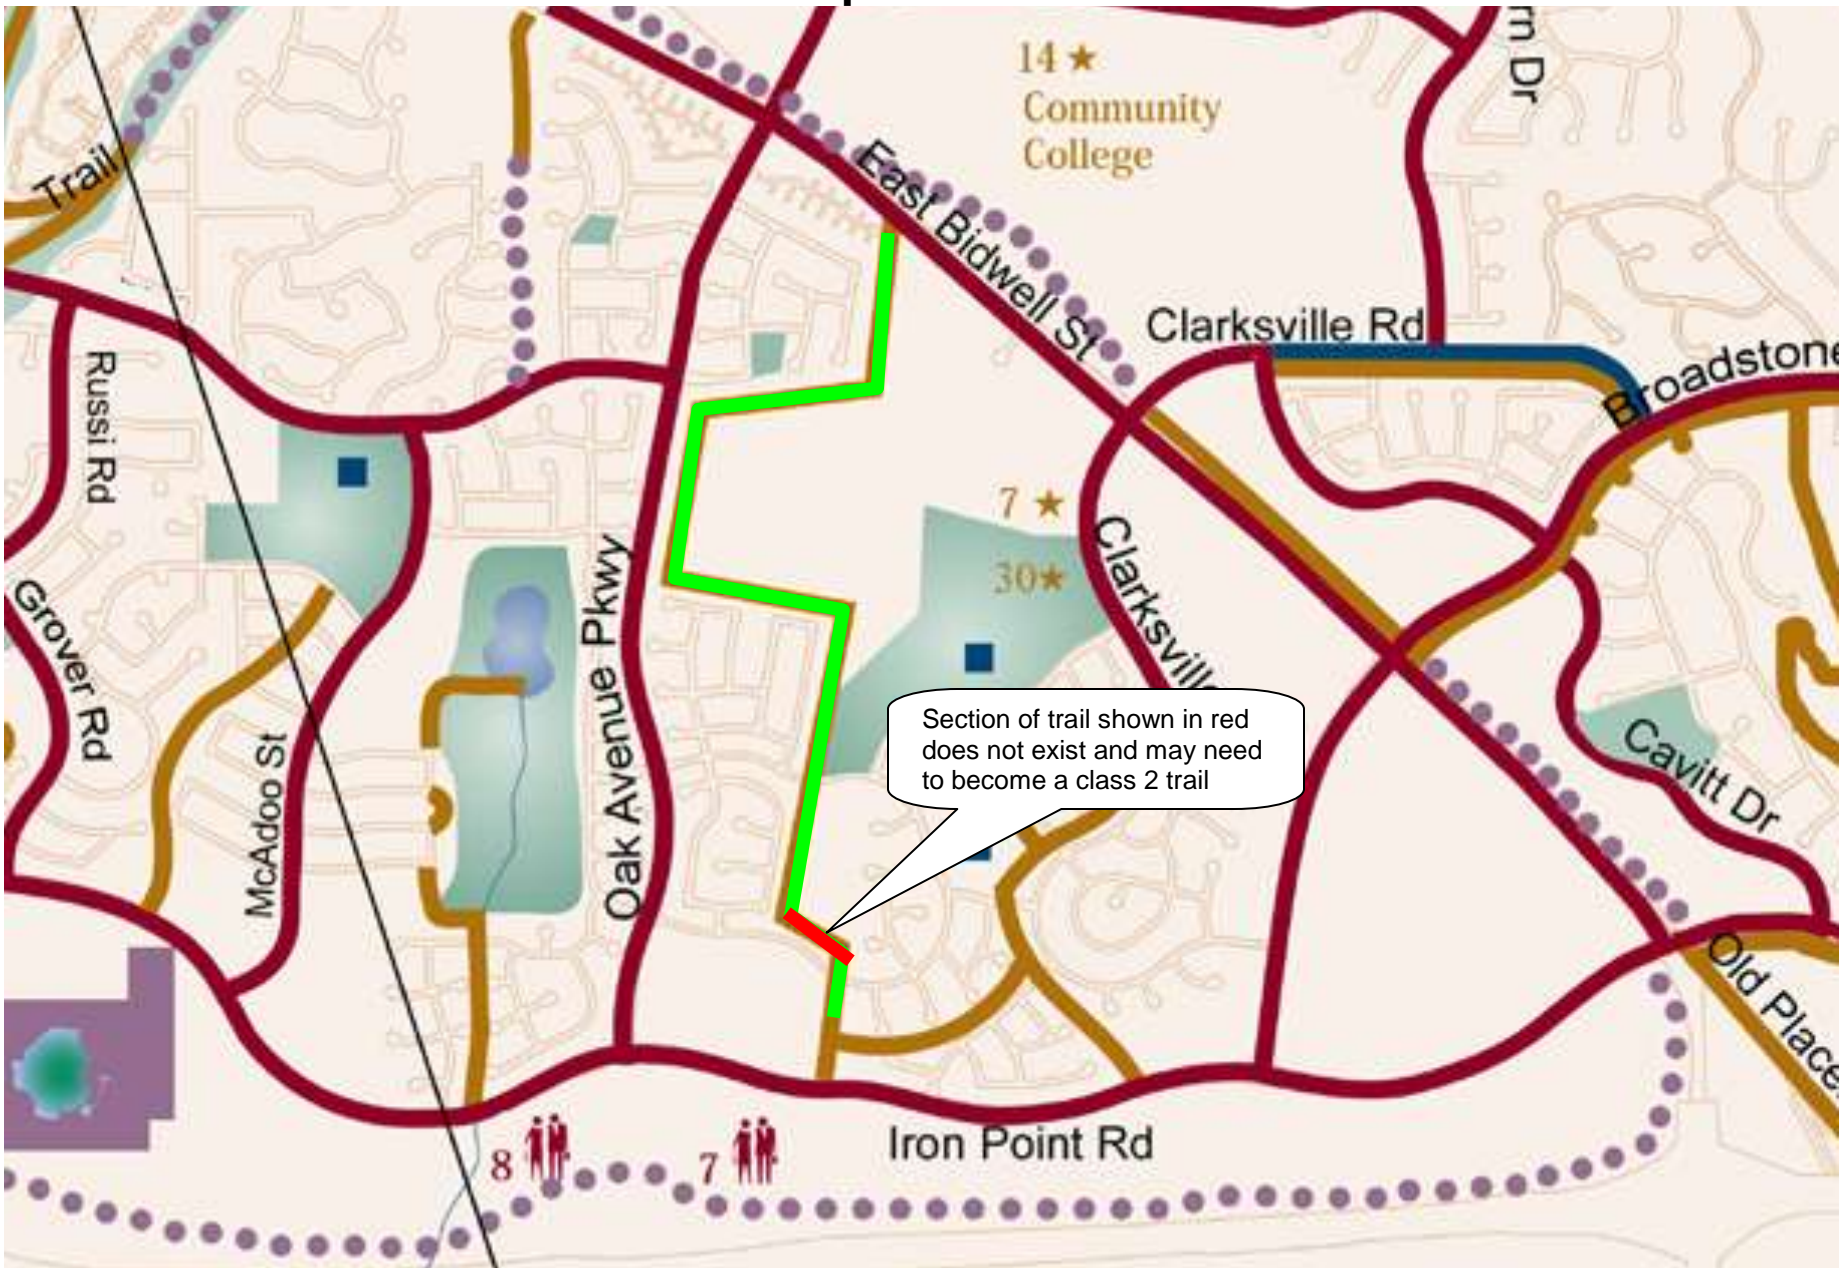 14 ★
Community
College
rn Dr
Trail
East Bidwell St
Clarksville Rd
Broadstone
Russi Rd
7 ★
30★
Clarksville
Oak Avenue Pkwy
Grover Rd
Section of trail shown in red
does not exist and may need
to become a class 2 trail
McAdoo St
Cavitt Dr
Old Place
Iron Point Rd
8
7